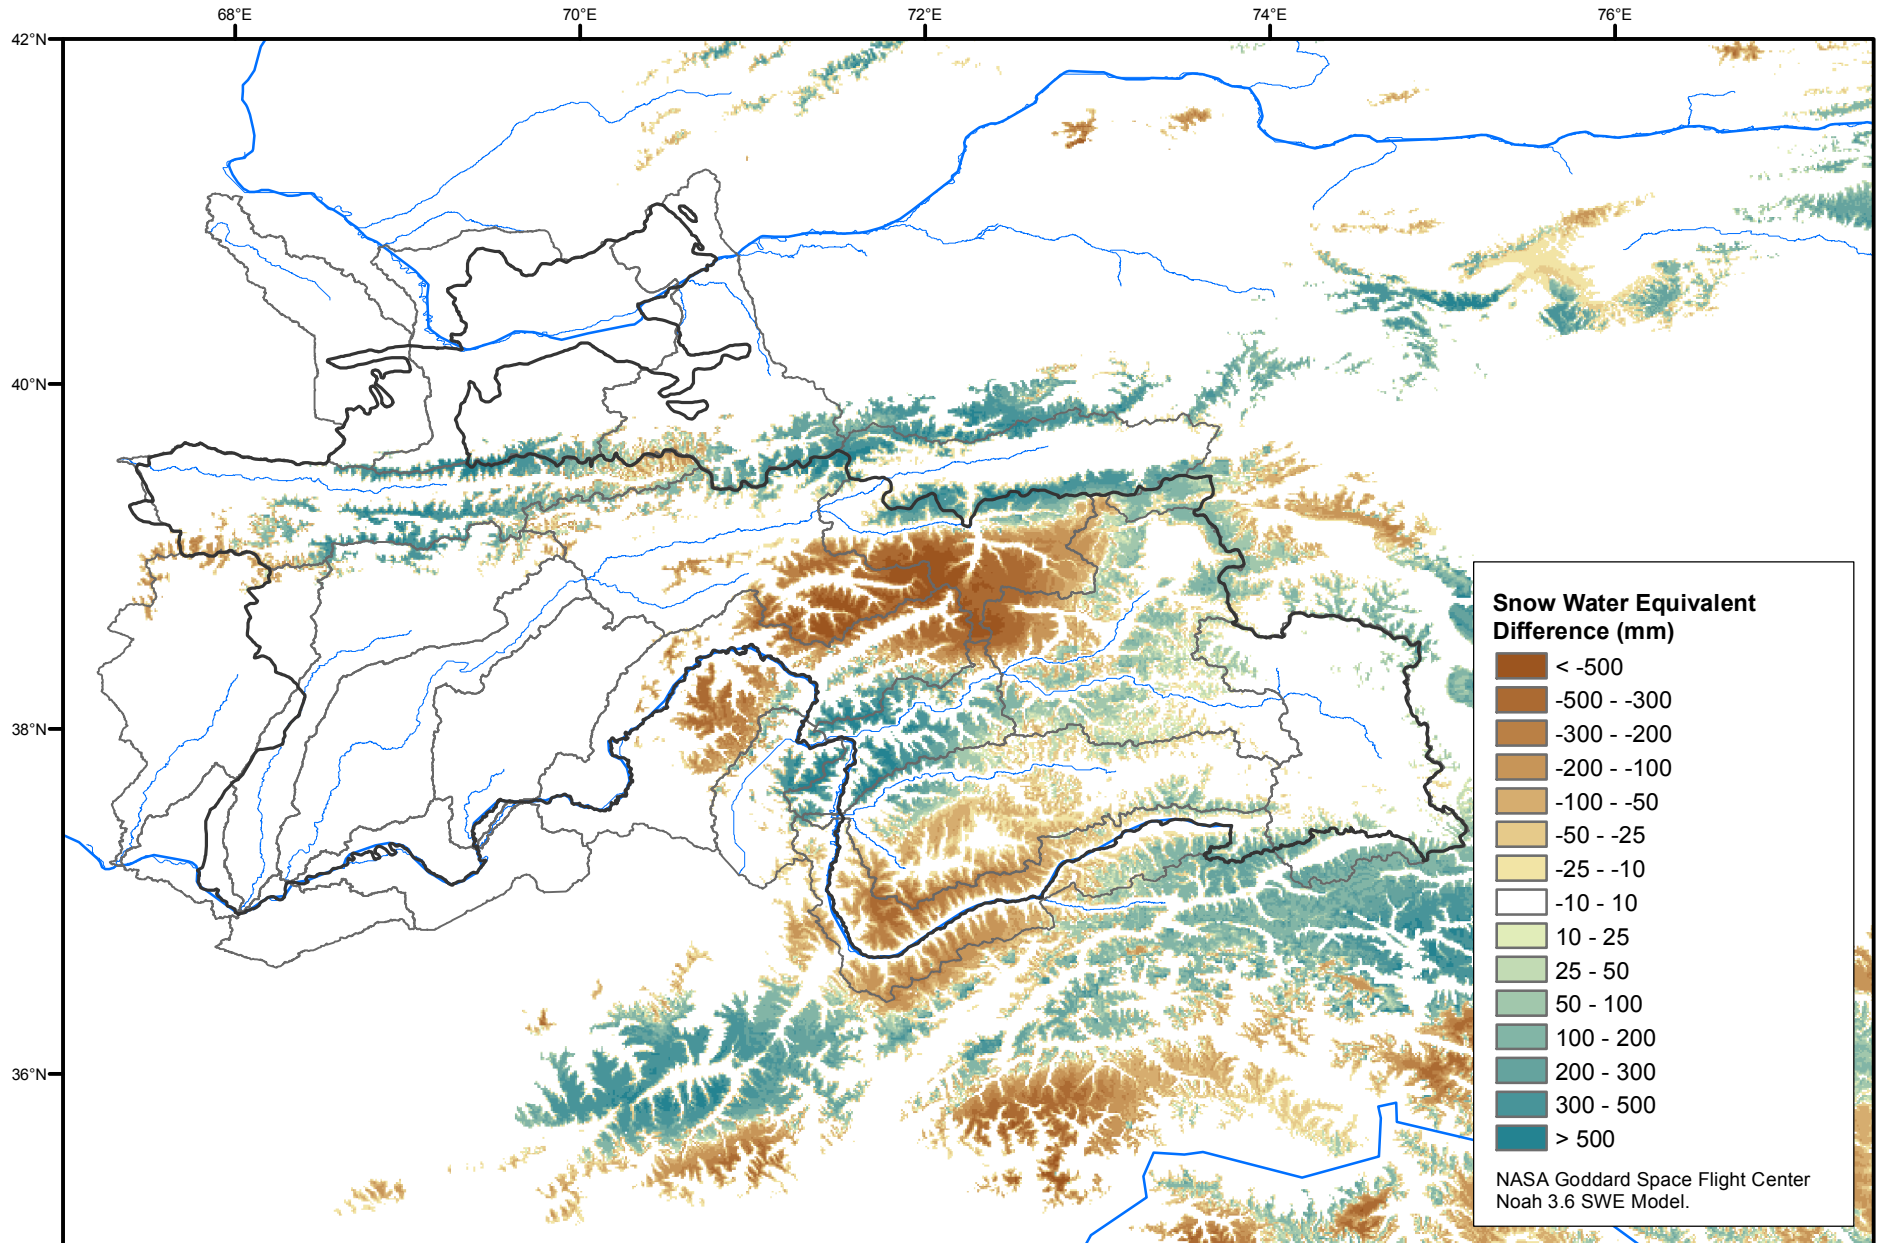 68°E
70°E
72°E
74°E
76°E
42°N
40°N
38°N
36°N
Snow Water Equivalent
Difference (mm)
< -500
-500 - -300
-300 - -200
-200 - -100
-100 - -50
-50 - -25
-25 - -10
-10 - 10
10 - 25
25 - 50
50 - 100
100 - 200
200 - 300
300 - 500
> 500
NASA Goddard Space Flight Center
Noah 3.6 SWE Model.